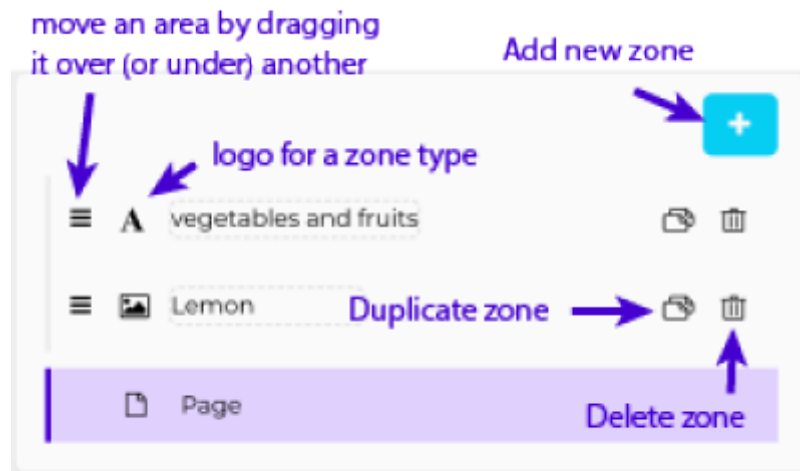 move an area by dragging
it over (or under) another
Add new zone
+
logo for a zone type
A vegetables and fruits
Lemon
Duplicate zone
Page
Delete zone